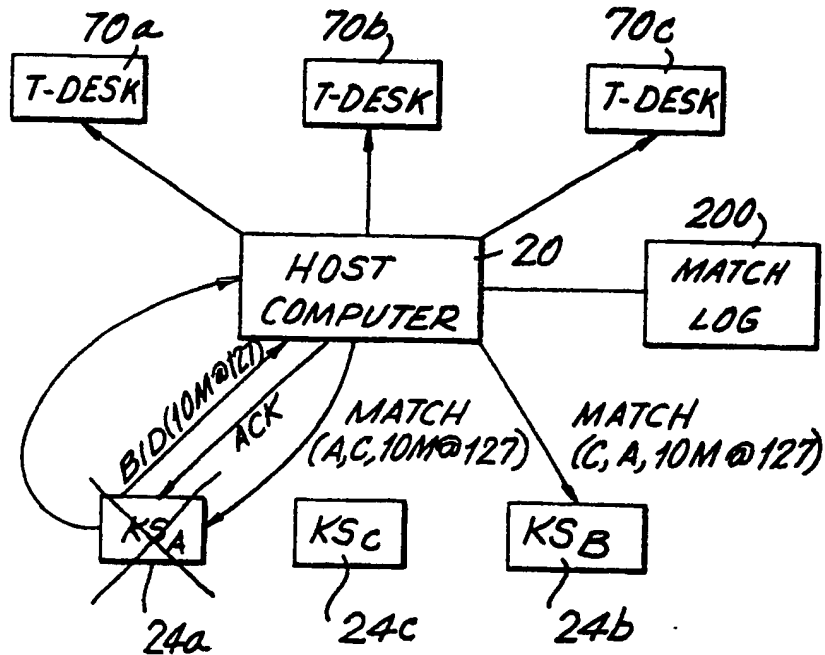 70a
70b
70c
T-DESK
T-DESK
T-DESK
200
HOST
COMPUTER
20
MATCH
LOG
BID(10M@127)
ACK
MATCH
(A,C,10M@127)
MATCH
(C,A,10M@127)
KSA
KSC
KSB
24a
24c
24b